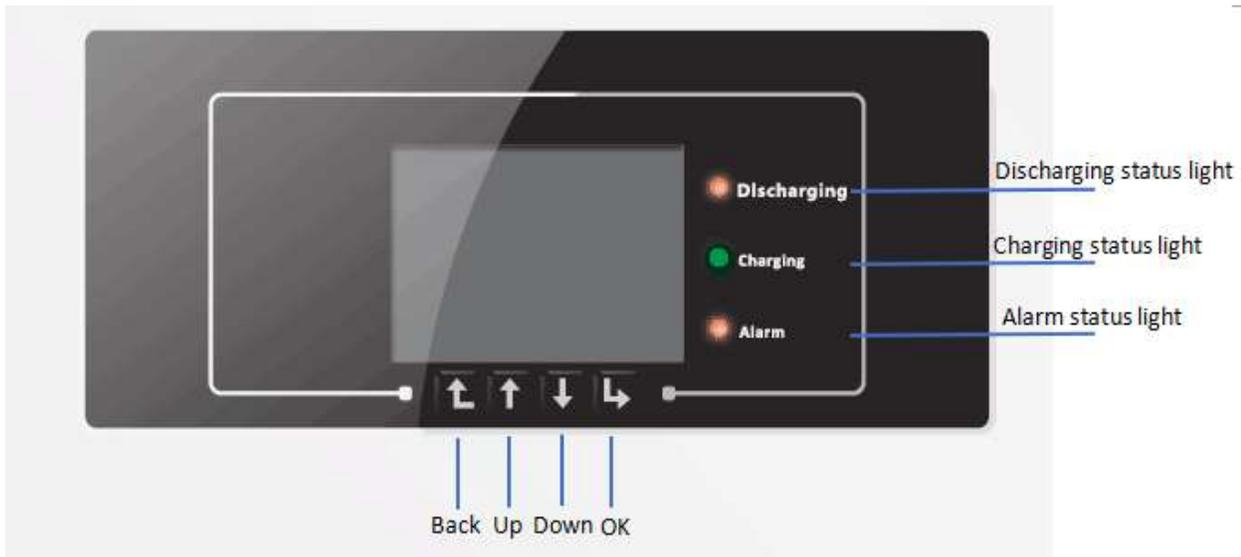 Discharging
Discharging status light
Charging
Charging status light
Alarm
Alarm status light
Back Up Down OK